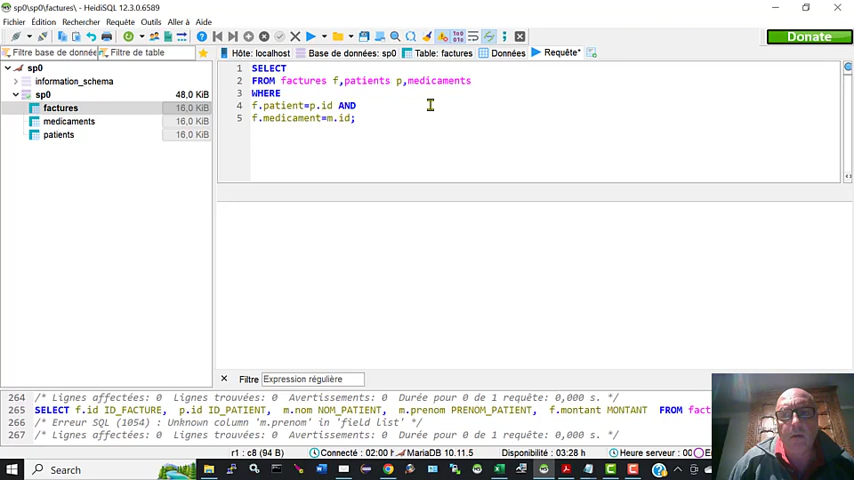 sp0\sp0\factures\ - HeidiSQL 12.3.0.6589
Fichier Édition Rechercher Requête Outils Aller à Aide
Donate
Filtre base de donnée Filtre de table
Hôte: localhost Base de données: sp0 Table: factures Données Requête*
sp0
information_schema
sp0 48,0 KiB
factures 16,0 KiB
medicaments 16,0 KiB
patients 16,0 KiB
1 SELECT
2 FROM factures f,patients p,medicaments
3 WHERE
4 f.patient=p.id AND
5 f.medicament=m.id;
Filtre Expression régulière
264 /* Lignes affectées: 0 Lignes trouvées: 0 Avertissements: 0 Durée pour 0 de 1 requête: 0,000 s. */
265 SELECT f.id ID_FACTURE, p.id ID_PATIENT, m.nom NOM_PATIENT, m.prenom PRENOM_PATIENT, f.montant MONTANT FROM fact
266 /* Erreur SQL (1054) : Unknown column 'm.prenom' in 'field list' */
267 /* Lignes affectées: 0 Lignes trouvées: 0 Avertissements: 0 Durée pour 0 de 1 requête: 0,000 s. */
r1 : c8 (94 B) Connecté : 02:00 h MariaDB 10.11.5 Disponibilité : 03:28 h Heure serveur : 00
Search